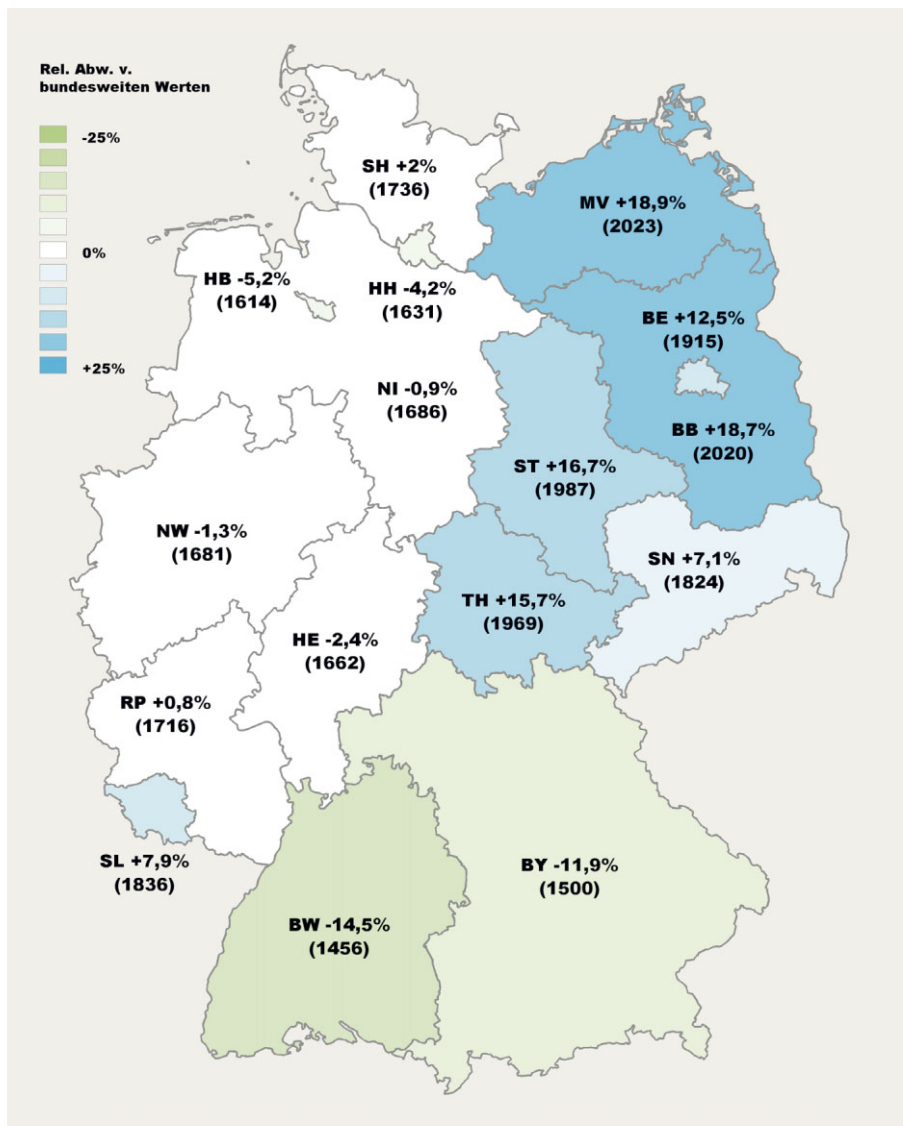 Rel. Abw. v.
bundesweiten Werten
-25%
0%
+25%
SH +2%
(1736)
MV +18,9%
(2023)
HB -5,2%
(1614)
HH -4,2%
(1631)
BE +12,5%
(1915)
NI -0,9%
(1686)
BB +18,7%
(2020)
ST +16,7%
(1987)
NW -1,3%
(1681)
SN +7,1%
(1824)
TH +15,7%
(1969)
HE -2,4%
(1662)
RP +0,8%
(1716)
SL +7,9%
(1836)
BY -11,9%
(1500)
BW -14,5%
(1456)